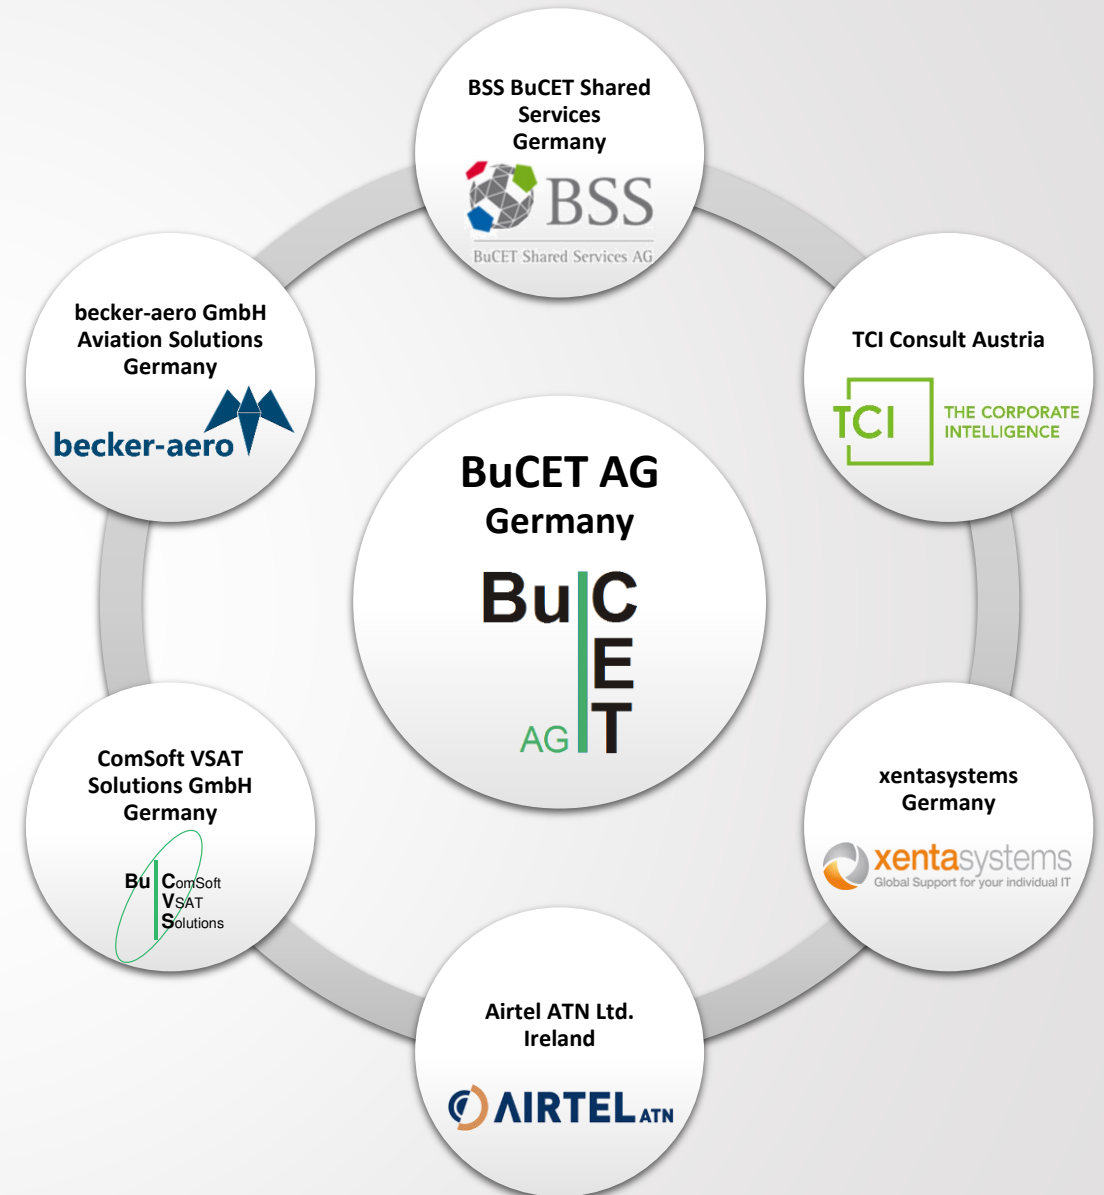 BSS BuCET Shared
Services
Germany
BSS
BuCET Shared Services AG
becker-aero GmbH
Aviation Solutions
Germany
becker-aero
TCI Consult Austria
TCI
THE CORPORATE
INTELLIGENCE
BuCET AG
Germany
Bu C
E
AG T
ComSoft VSAT
Solutions GmbH
Germany
Bu ComSoft
VSAT
Solutions
xentasystems
Germany
xentasystems
Global Support for your individual IT
Airtel ATN Ltd.
Ireland
AIRTEL ATN